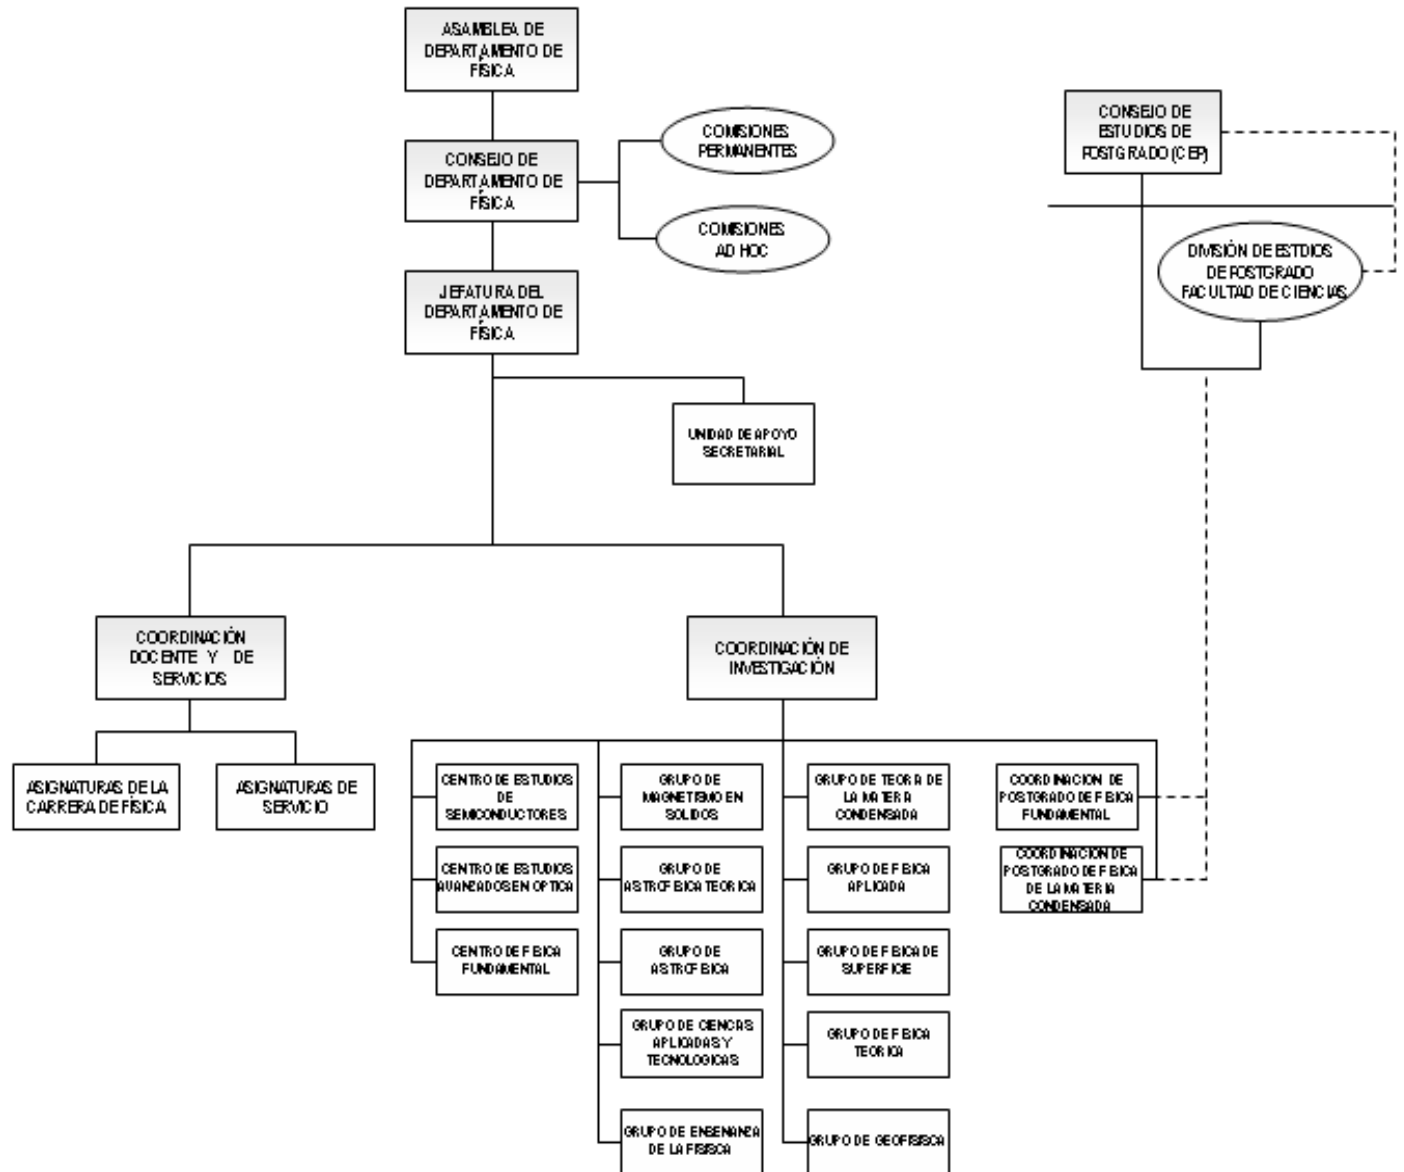 ASAMBLEA DE
DEPARTAMENTO DE
FÍSICA
CONSEJO DE
DEPARTAMENTO DE
FÍSICA
COMISIONES
PERMANENTES
COMISIONES
AD HOC
JEFATURA DEL
DEPARTAMENTO DE
FÍSICA
UNIDAD DE APOYO
SECRETARIAL
CONSEJO DE
ESTUDIOS DE
POSTGRADO (CEP)
DIVISIÓN DE ESTDIOS
DE POSTGRADO
FACULTAD DE CIENCIAS
COORDINACIÓN
DOCENTE Y DE
SERVICIOS
COORDINACIÓN DE
INVESTIGACIÓN
ASIGNATURAS DE LA
CARRERA DE FÍSICA
ASIGNATURAS DE
SERVICIO
CENTRO DE ESTUDIOS
DE
SEMICONDUCTORES
CENTRO DE ESTUDIOS
AVANZADOS EN OPTICA
CENTRO DE FISICA
FUNDAMENTAL
GRUPO DE
MAGNETISMO EN
SOLIDOS
GRUPO DE
ASTROFISICA TEORICA
GRUPO DE
ASTROFISICA
GRUPO DE CIENCIAS
APLICADAS Y
TECNOLOGICAS
GRUPO DE ENSENANZA
DE LA FISISCA
GRUPO DE TEORIA DE
LA MATERIA
CONDENSADA
GRUPO DE FISICA
APLICADA
GRUPO DE FISICA DE
SUPERFICIE
GRUPO DE FISICA
TEORICA
GRUPO DE GEOFISISCA
COORDINACION DE
POSTGRADO DE FISICA
FUNDAMENTAL
COORDINACION DE
POSTGRADO DE FISICA
DE LA MATERIA
CONDENSADA